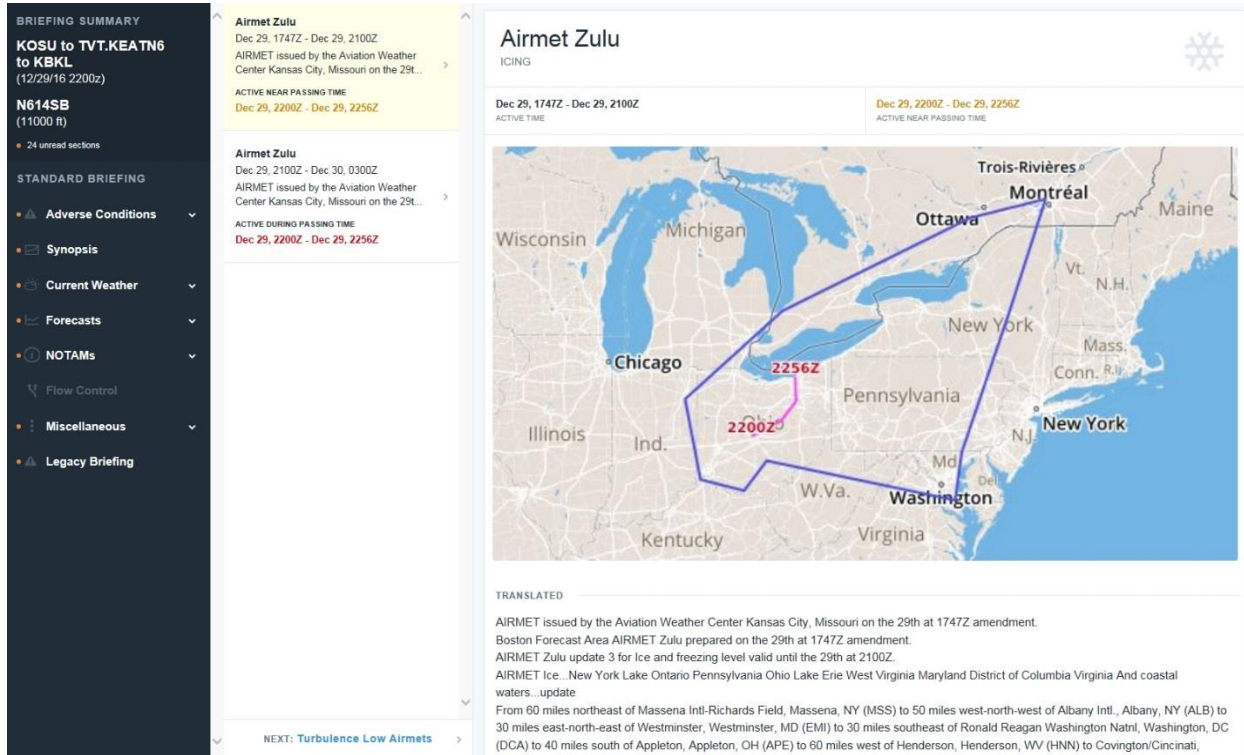 BRIEFING SUMMARY
KOSU to TVT.KEATN6
to KBKL
(12/29/16 2200z)
N614SB
(11000 ft)
24 unread sections
STANDARD BRIEFING
Adverse Conditions
Synopsis
Current Weather
Forecasts
NOTAMs
Flow Control
Miscellaneous
Legacy Briefing
Airmet Zulu
Dec 29, 1747Z - Dec 29, 2100Z
AIRMET issued by the Aviation Weather
Center Kansas City, Missouri on the 29t...
ACTIVE NEAR PASSING TIME
Dec 29, 2200Z - Dec 29, 2256Z
Airmet Zulu
Dec 29, 2100Z - Dec 30, 0300Z
AIRMET issued by the Aviation Weather
Center Kansas City, Missouri on the 29t...
ACTIVE DURING PASSING TIME
Dec 29, 2200Z - Dec 29, 2256Z
NEXT: Turbulence Low Airmets
Airmet Zulu
ICING
Dec 29, 1747Z - Dec 29, 2100Z
ACTIVE TIME
Dec 29, 2200Z - Dec 29, 2256Z
ACTIVE NEAR PASSING TIME
Trois-Rivières
Montréal
Ottawa
Maine
Wisconsin
Michigan
Vt.
N.H.
New York
Mass.
Chicago
2256Z
Conn.
R.I.
Pennsylvania
Illinois
Ind.
2200Z
Ohio
New York
N.J.
Md
Del
W.Va.
Washington
Kentucky
Virginia
TRANSLATED
AIRMET issued by the Aviation Weather Center Kansas City, Missouri on the 29th at 1747Z amendment.
Boston Forecast Area AIRMET Zulu prepared on the 29th at 1747Z amendment.
AIRMET Zulu update 3 for Ice and freezing level valid until the 29th at 2100Z.
AIRMET Ice...New York Lake Ontario Pennsylvania Ohio Lake Erie West Virginia Maryland District of Columbia Virginia And coastal
waters...update
From 60 miles northeast of Massena Intl-Richards Field, Massena, NY (MSS) to 50 miles west-north-west of Albany Intl., Albany, NY (ALB) to
30 miles east-north-east of Westminster, Westminster, MD (EMI) to 30 miles southeast of Ronald Reagan Washington Natnl, Washington, DC
(DCA) to 40 miles south of Appleton, Appleton, OH (APE) to 60 miles west of Henderson, Henderson, WV (HNN) to Covington/Cincinati,